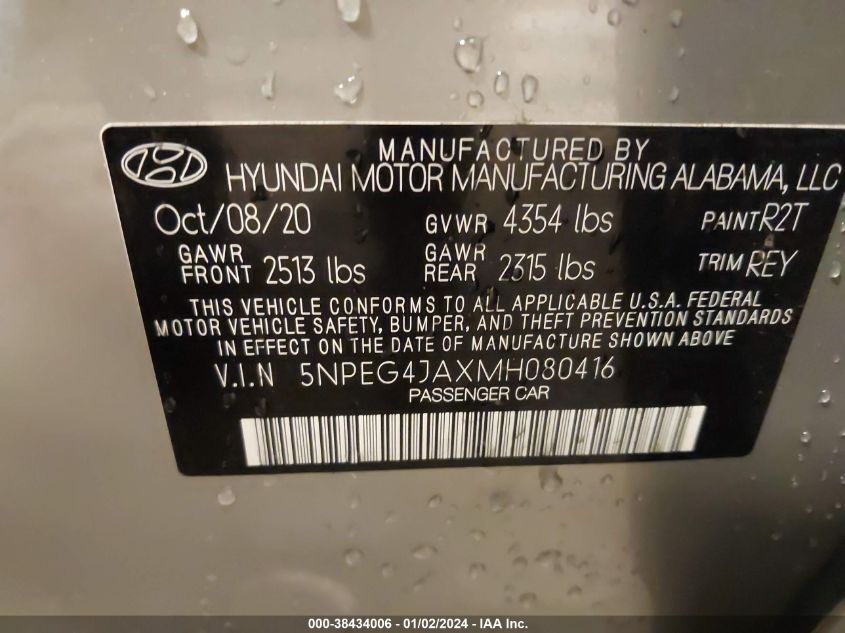 MANUFACTURED BY
HYUNDAI MOTOR MANUFACTURING ALABAMA, LLC
Oct/08/20 GVWR 4354 lbs PAINT R2T
GAWR FRONT 2513 lbs GAWR REAR 2315 lbs TRIM REY
THIS VEHICLE CONFORMS TO ALL APPLICABLE U.S.A. FEDERAL
MOTOR VEHICLE SAFETY, BUMPER, AND THEFT PREVENTION STANDARDS
IN EFFECT ON THE DATE OF MANUFACTURE SHOWN ABOVE
V.I.N 5NPEG4JAXMH080416
PASSENGER CAR
000-38434006 - 01/02/2024 - IAA Inc.